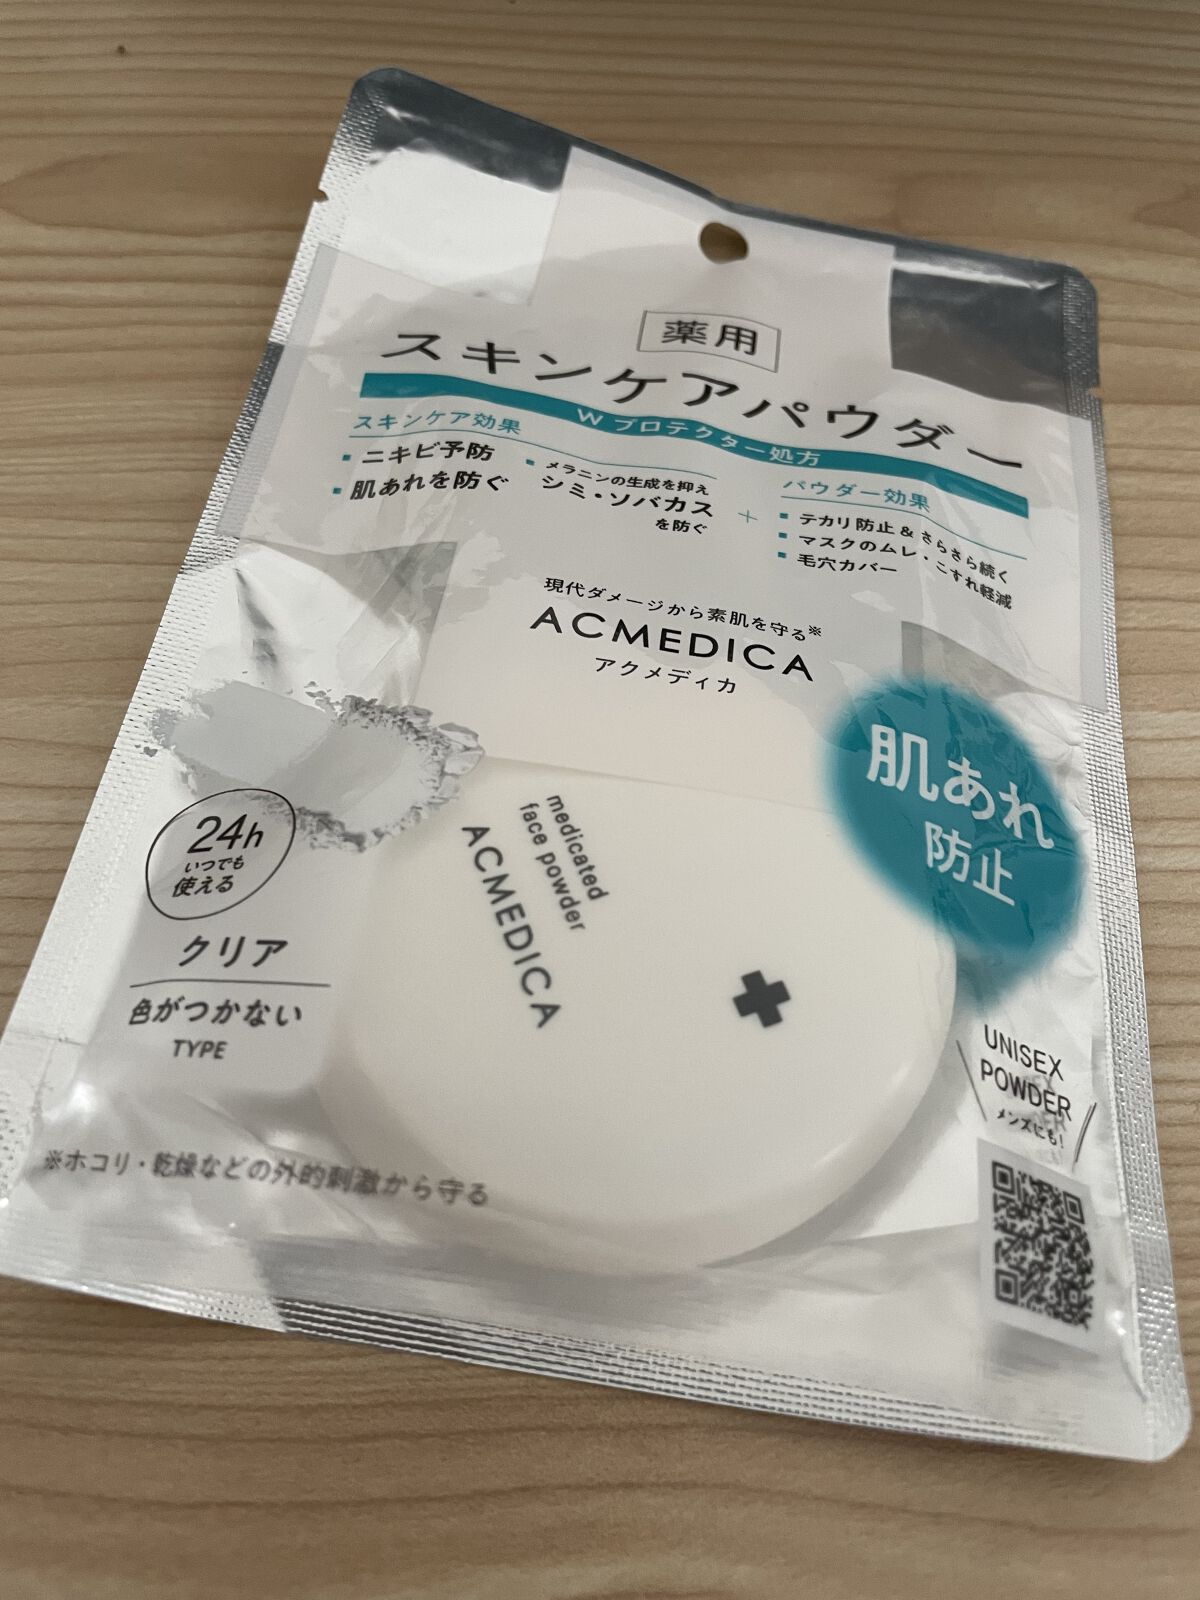 薬用
スキンケアパウダー
Wプロテクター処方
スキンケア効果
▪ニキビ予防
▪肌あれを防ぐ
▪メラニンの生成を抑え
シミ・ソバカス
を防ぐ
+
パウダー効果
▪テカリ防止&さらさら続く
▪マスクのムレ・こすれ軽減
▪毛穴カバー
現代ダメージから素肌を守る※
ACMEDICA
アクメディカ
肌あれ
防止
medicated
face powder
ACMEDICA
24h
いつでも
使える
クリア
色がつかない
TYPE
UNISEX
POWDER
メンズにも!
※ホコリ・乾燥などの外的刺激から守る